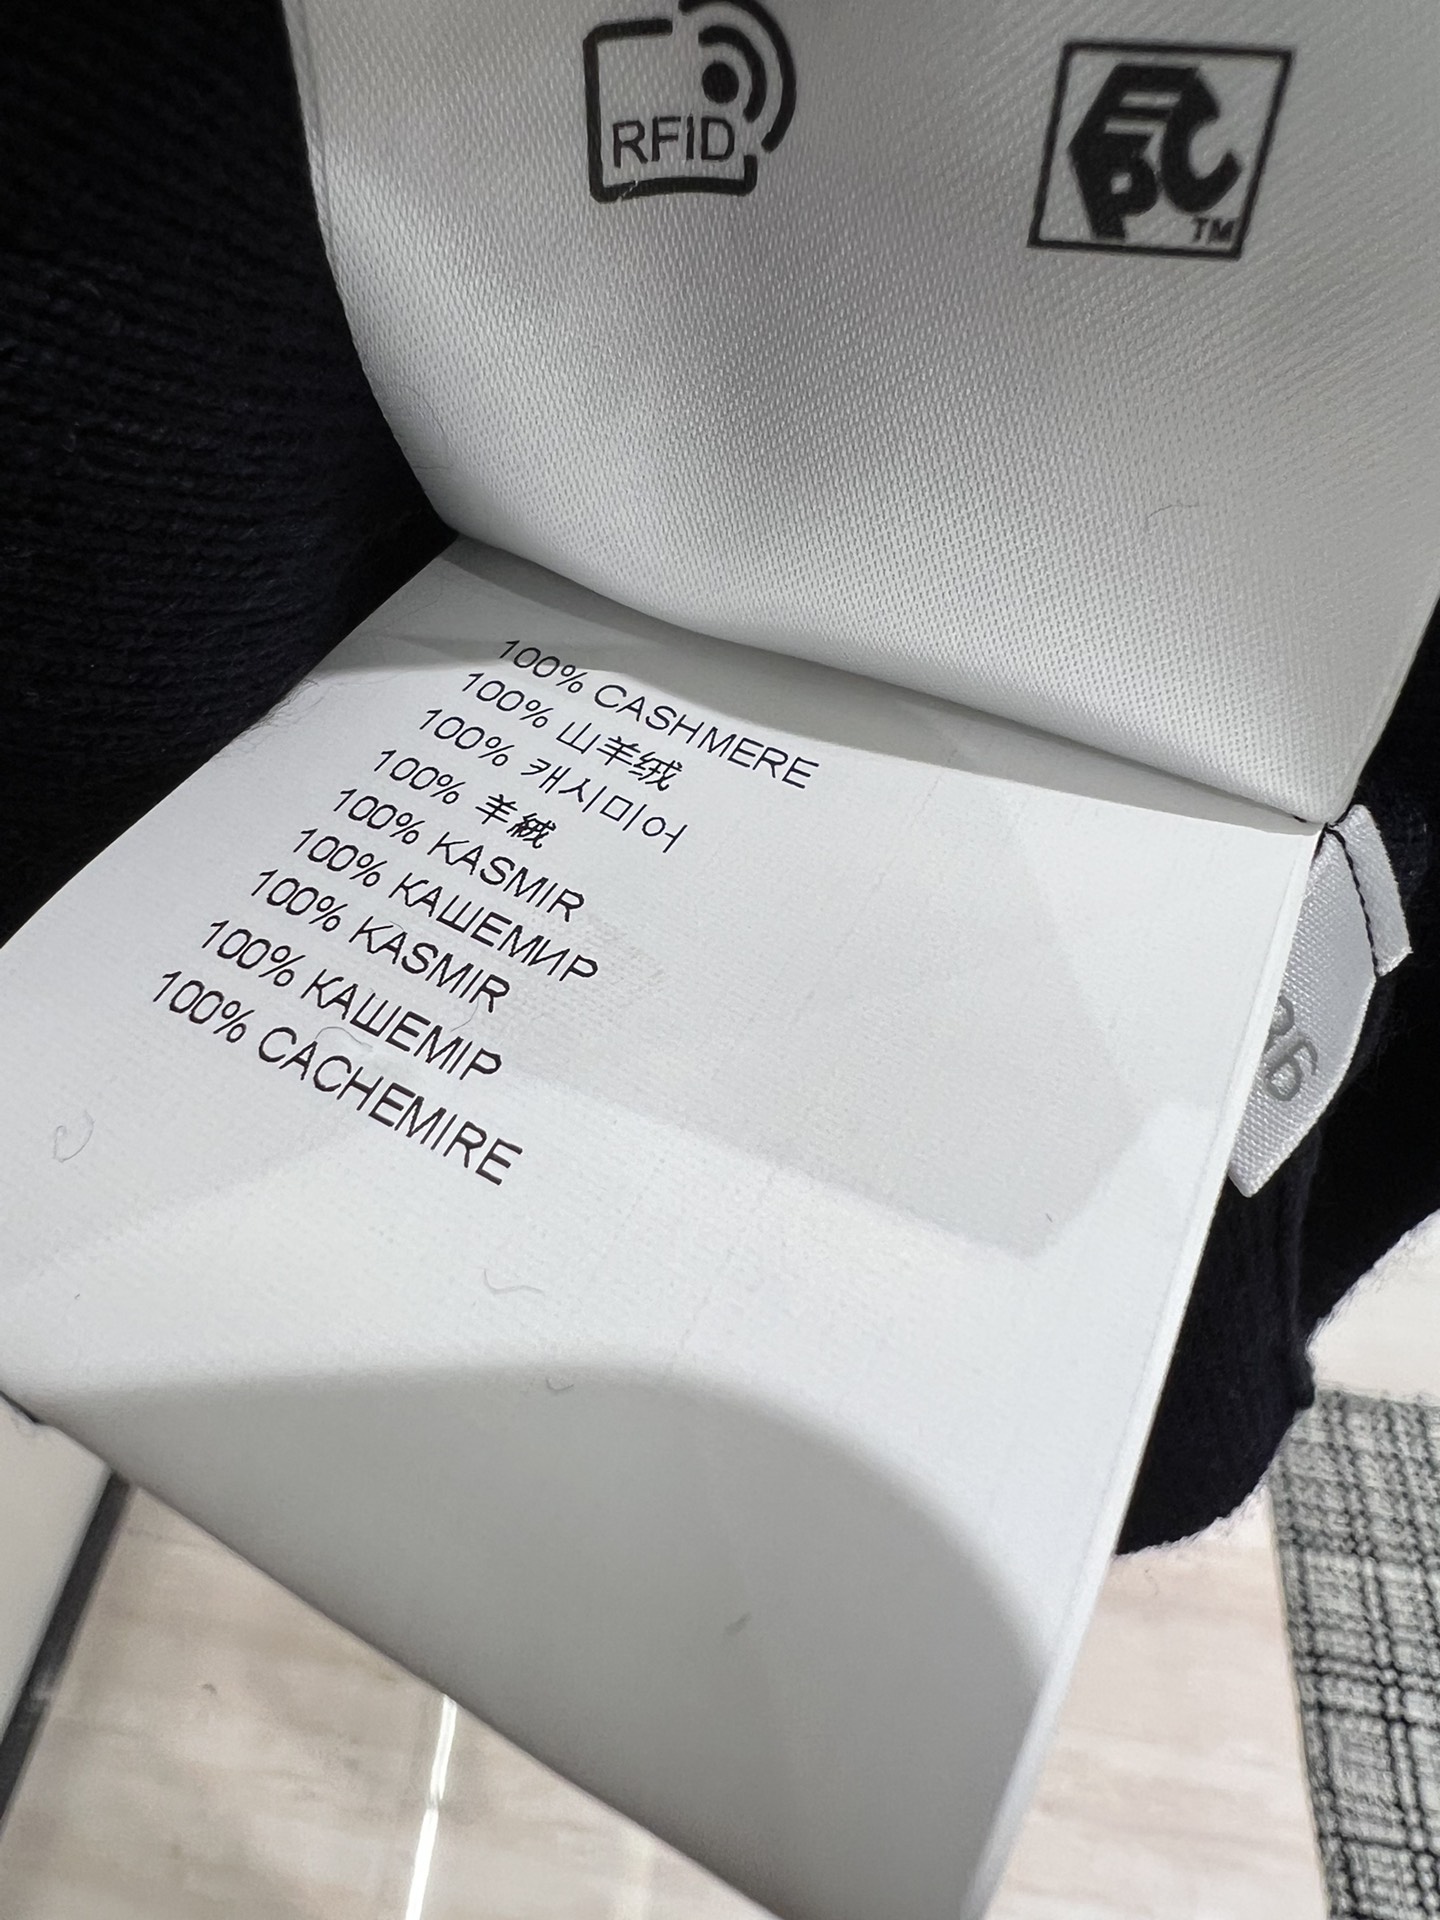 RFID
EPC
TM
100% CASHMERE
100% 山羊绒
100% 캐시미어
100% 羊絨
100% KASMIR
100% КАШЕМИР
100% KASMIR
100% КАШЕМІР
100% CACHEMIRE